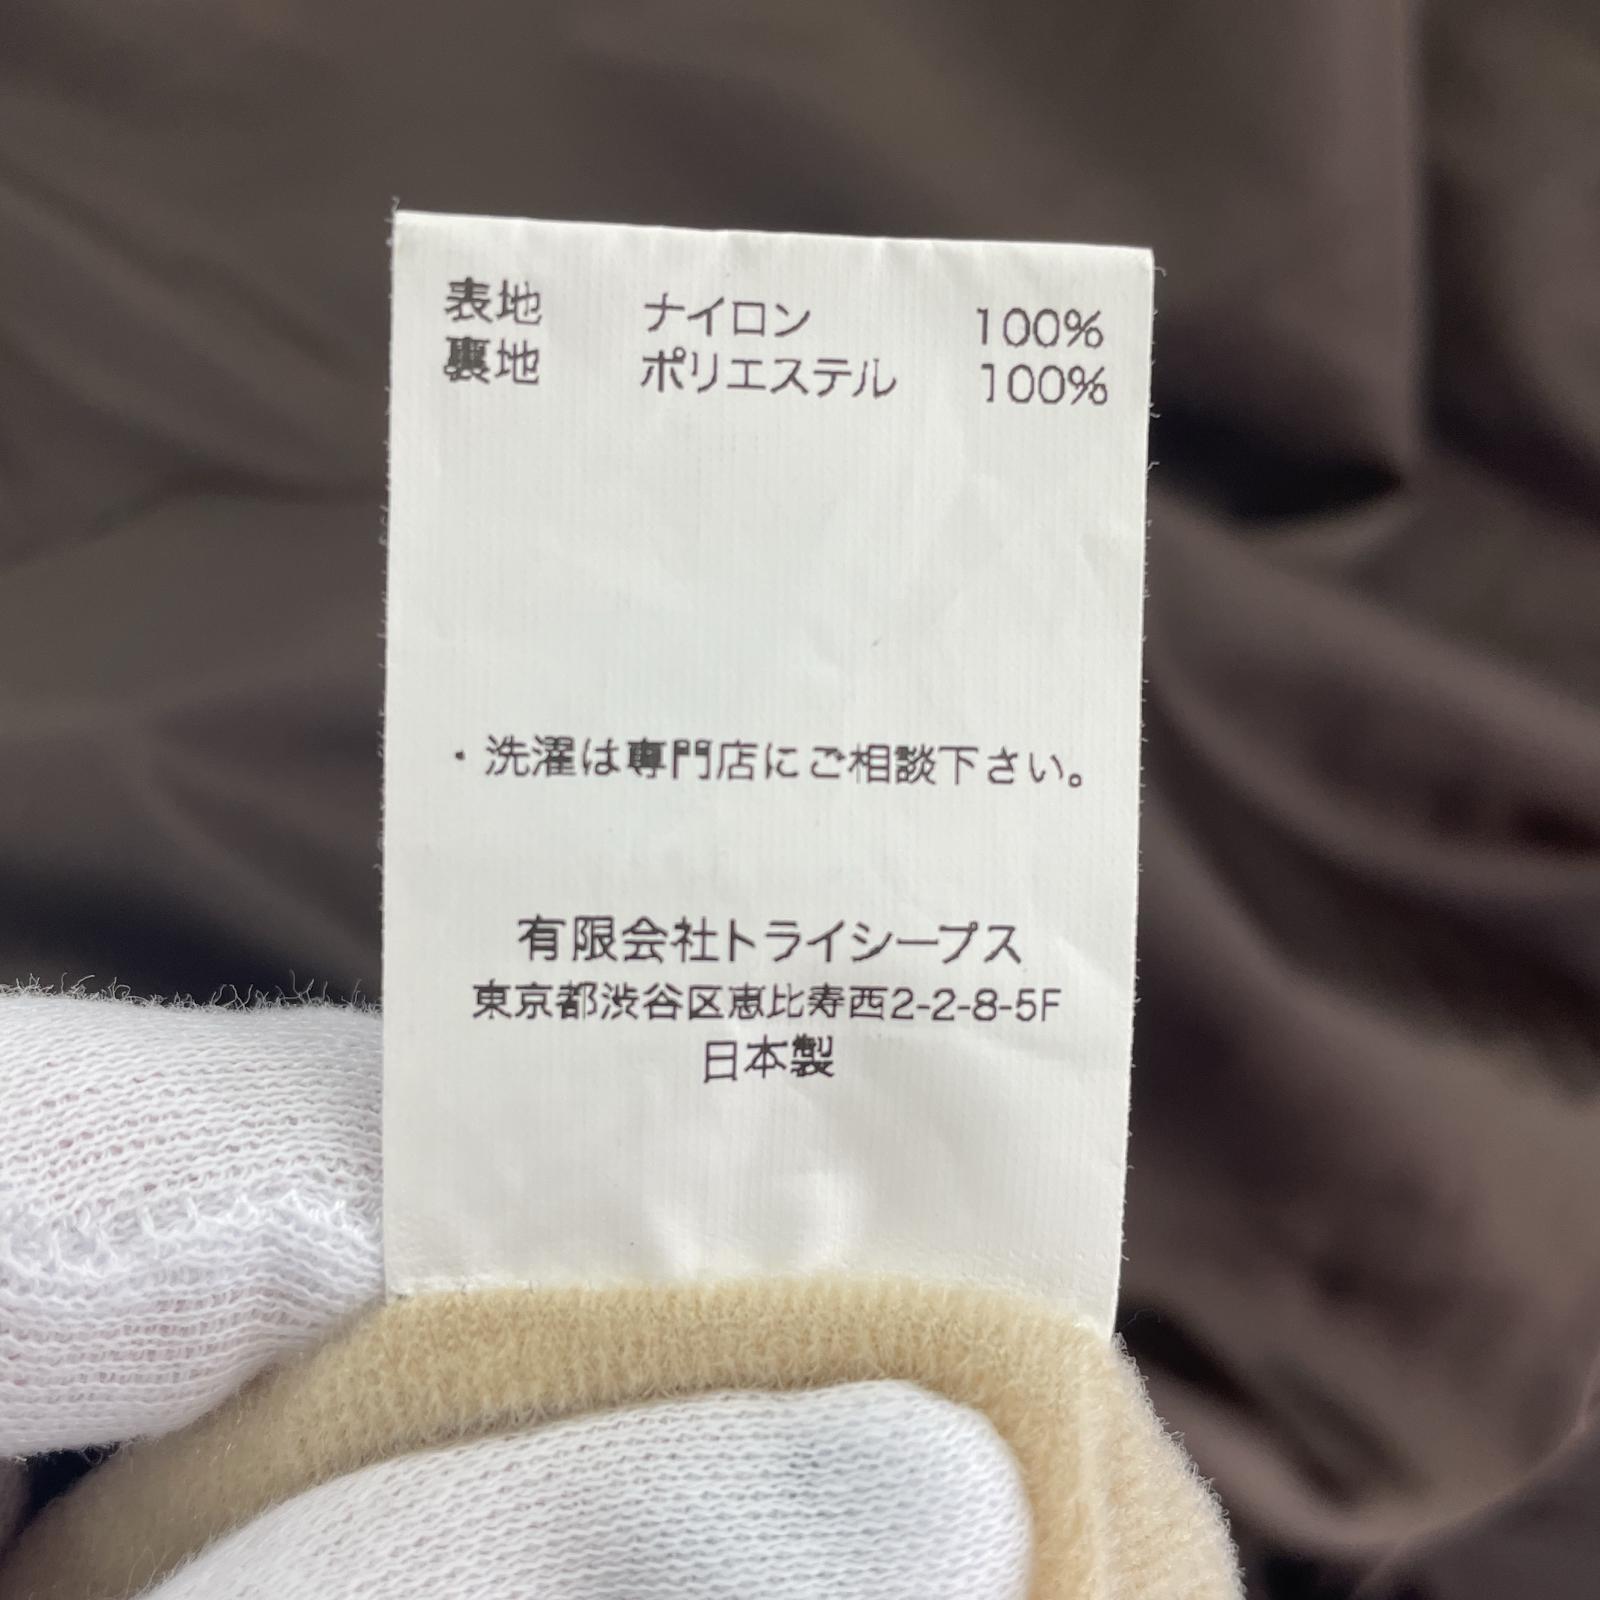 表地 ナイロン 100%
裏地 ポリエステル 100%
・洗濯は専門店にご相談下さい。
有限会社トライシープス
東京都渋谷区恵比寿西2-2-8-5F
日本製